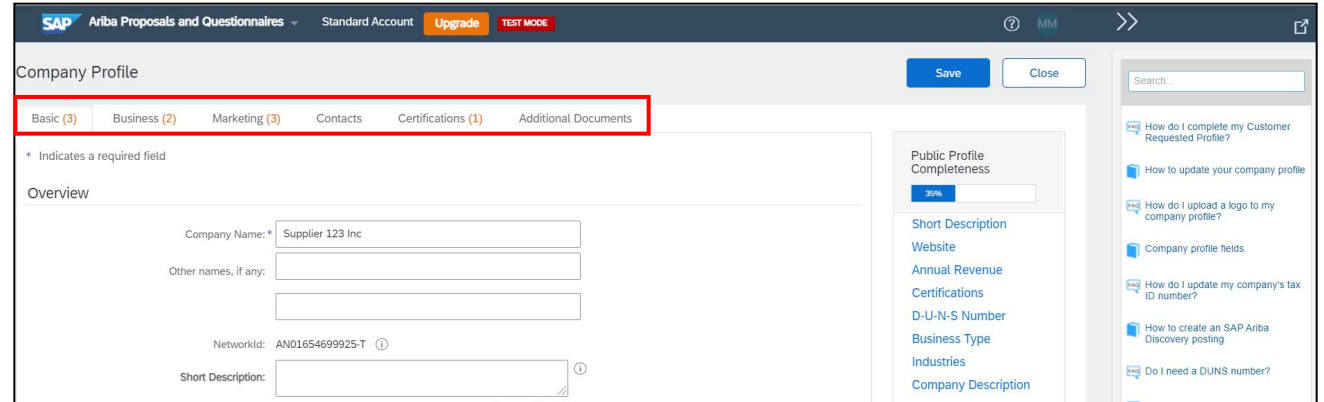 SAP Ariba Proposals and Questionnaires Standard Account Upgrade TEST MODE MM
Company Profile
Save Close
Basic (3) Business (2) Marketing (3) Contacts Certifications (1) Additional Documents
* Indicates a required field
Overview
Company Name:* Supplier 123 Inc
Other names, if any:
NetworkId: AN01654699925-T
Short Description:
Public Profile
Completeness
35%
Short Description
Website
Annual Revenue
Certifications
D-U-N-S Number
Business Type
Industries
Company Description
Search...
FAQ How do I complete my Customer
Requested Profile?
How to update your company profile
FAQ How do I upload a logo to my
company profile?
Company profile fields
FAQ How do I update my company's tax
ID number?
How to create an SAP Ariba
Discovery posting
FAQ Do I need a DUNS number?